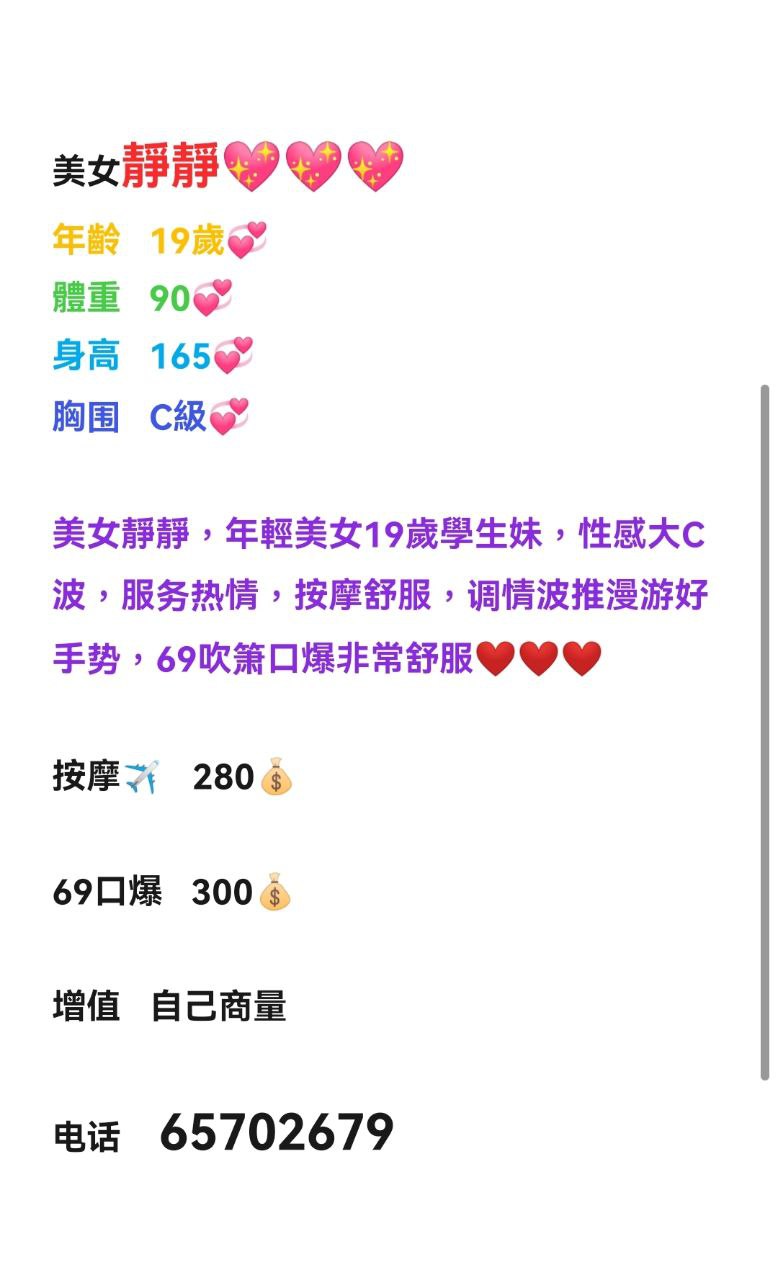 美女靜靜💖💖💖
年齡 19歲💞
體重 90💞
身高 165💞
胸围 C級💞
美女靜靜，年輕美女19歲學生妹，性感大C
波，服务热情，按摩舒服，调情波推漫游好
手势，69吹箫口爆非常舒服❤️❤️❤️
按摩✈️ 280💰
69口爆 300💰
增值 自己商量
电话 65702679